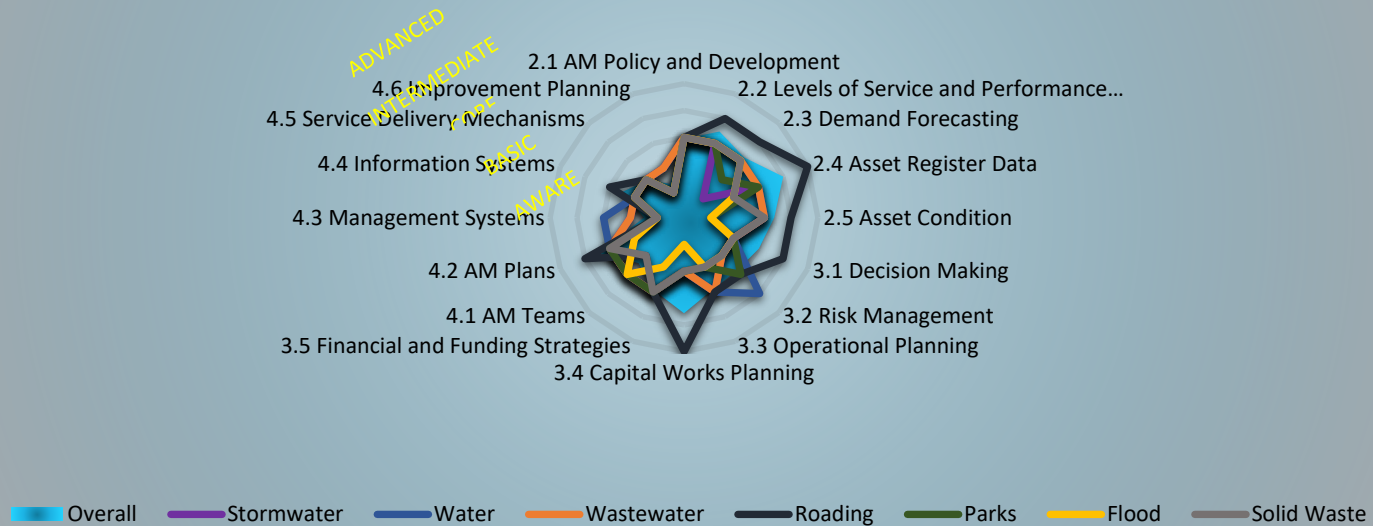 ADVANCED
INTERMEDIATE
CORE
BASIC
AWARE
2.1 AM Policy and Development
2.2 Levels of Service and Performance...
2.3 Demand Forecasting
2.4 Asset Register Data
2.5 Asset Condition
3.1 Decision Making
3.2 Risk Management
3.3 Operational Planning
3.4 Capital Works Planning
3.5 Financial and Funding Strategies
4.1 AM Teams
4.2 AM Plans
4.3 Management Systems
4.4 Information Systems
4.5 Service Delivery Mechanisms
4.6 Improvement Planning
Overall Stormwater Water Wastewater Roading Parks Flood Solid Waste